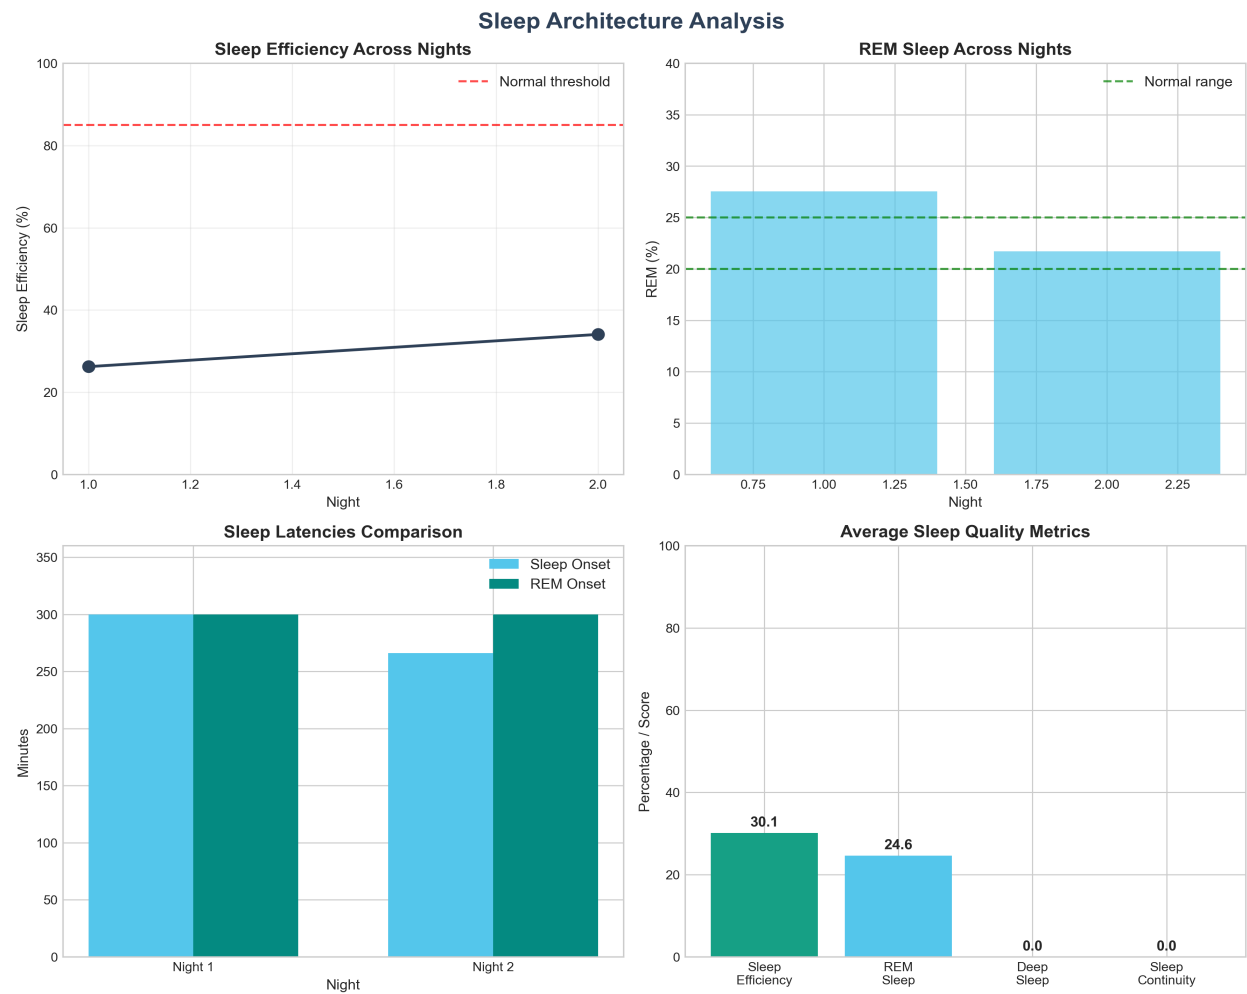 Sleep Architecture Analysis
Sleep Efficiency Across Nights
100
80
60
40
20
0
Sleep Efficiency (%)
Normal threshold
1.0 1.2 1.4 1.6 1.8 2.0
Night
REM Sleep Across Nights
40
35
30
25
20
15
10
5
0
REM (%)
Normal range
0.75 1.00 1.25 1.50 1.75 2.00 2.25
Night
Sleep Latencies Comparison
350
300
250
200
150
100
50
0
Minutes
Sleep Onset
REM Onset
Night 1 Night 2
Night
Average Sleep Quality Metrics
100
80
60
40
20
0
Percentage / Score
30.1
24.6
0.0
0.0
Sleep
Efficiency
REM
Sleep
Deep
Sleep
Sleep
Continuity